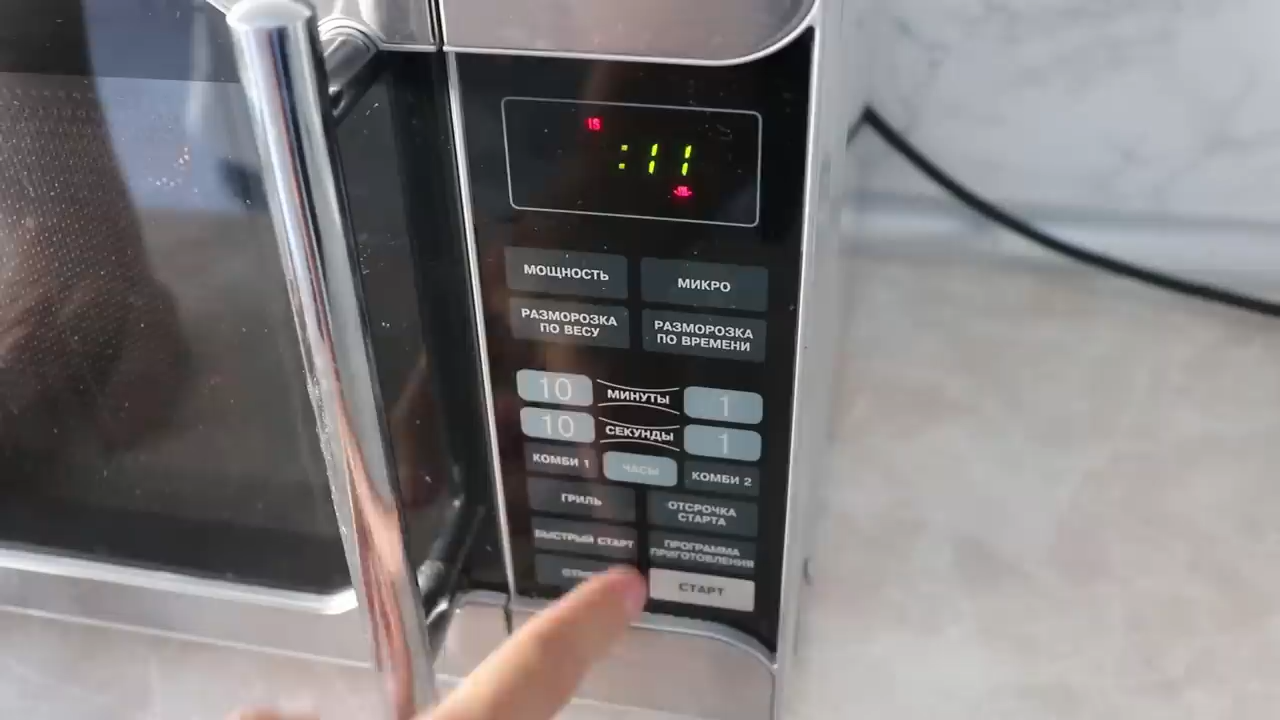 1S
:11
МОЩНОСТЬ
МИКРО
РАЗМОРОЗКА
ПО ВЕСУ
РАЗМОРОЗКА
ПО ВРЕМЕНИ
10 МИНУТЫ 1
10 СЕКУНДЫ 1
КОМБИ 1
ЧАСЫ
КОМБИ 2
ГРИЛЬ
ОТСРОЧКА
СТАРТА
БЫСТРЫЙ СТАРТ
ПРОГРАММА
ПРИГОТОВЛЕНИЯ
СТАРТ